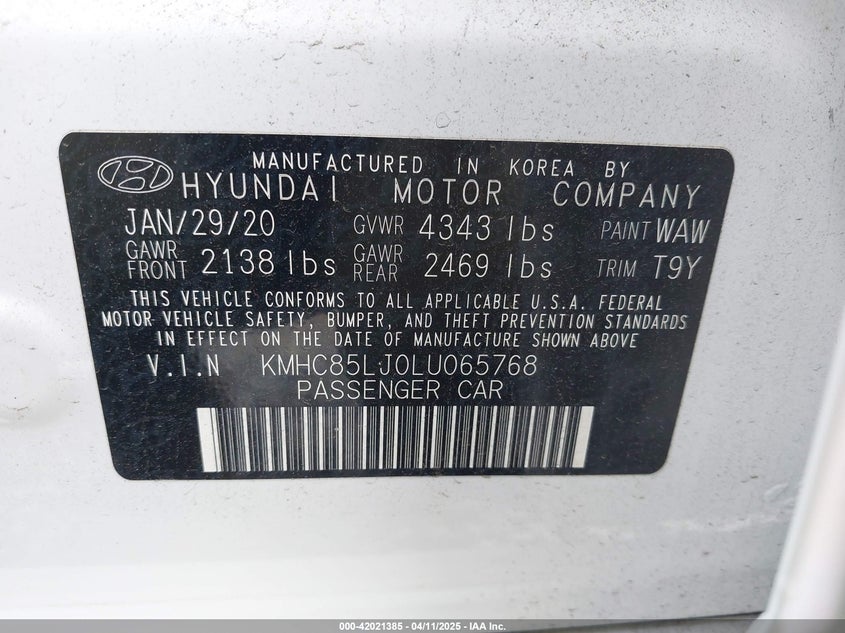 MANUFACTURED IN KOREA BY
HYUNDAI MOTOR COMPANY
JAN/29/20 GVWR 4343 lbs PAINT WAW
GAWR FRONT 2138 lbs GAWR REAR 2469 lbs TRIM T9Y
THIS VEHICLE CONFORMS TO ALL APPLICABLE U.S.A. FEDERAL
MOTOR VEHICLE SAFETY, BUMPER, AND THEFT PREVENTION STANDARDS
IN EFFECT ON THE DATE OF MANUFACTURE SHOWN ABOVE
V.I.N KMHC85LJ0LU065768
PASSENGER CAR
000-42021385 - 04/11/2025 - IAA Inc.